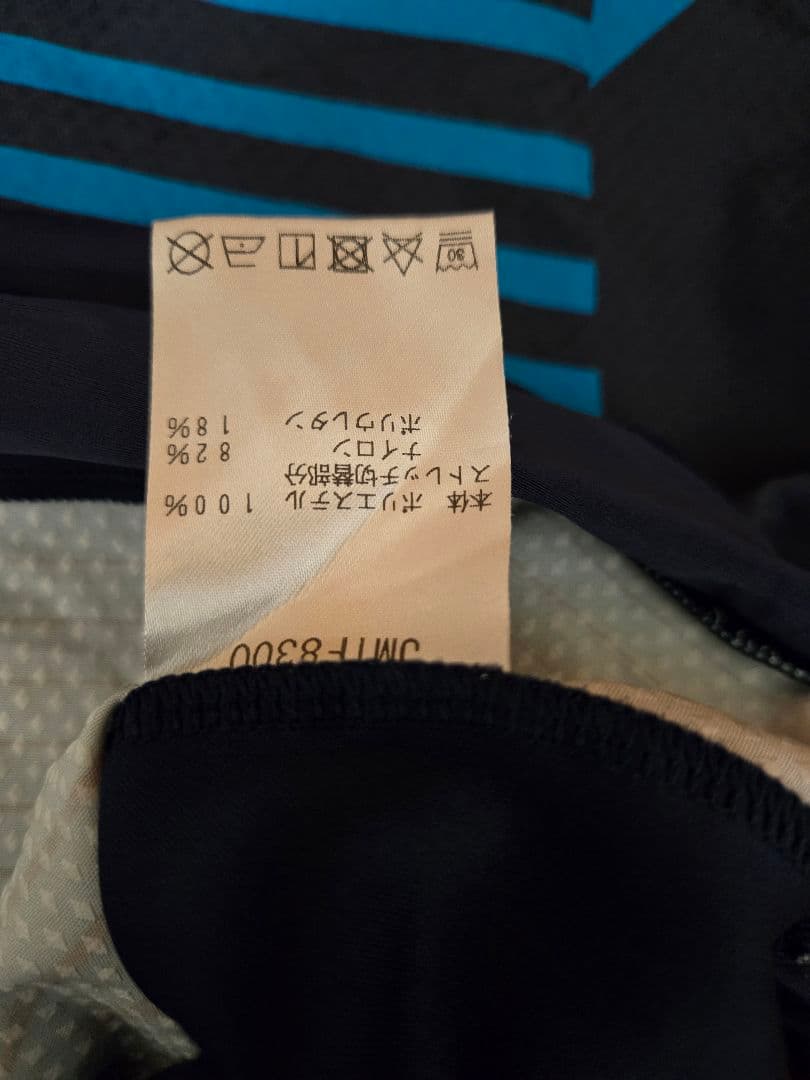 JMTF8300
本体 ポリエステル 100%
ストレッチ切替部分
ナイロン 82%
ポリウレタン 18%
30